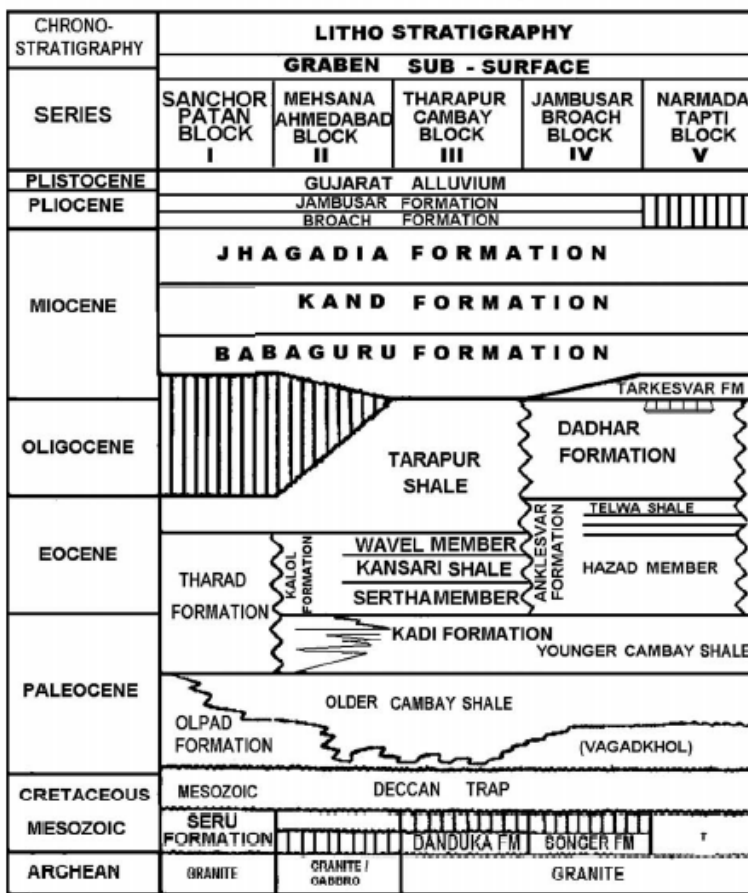 CHRONO-
STRATIGRAPHY
LITHO STRATIGRAPHY
GRABEN SUB - SURFACE
SERIES
SANCHOR
PATAN
BLOCK
I
MEHSANA
AHMEDABAD
BLOCK
II
THARAPUR
CAMBAY
BLOCK
III
JAMBUSAR
BROACH
BLOCK
IV
NARMADA
TAPTI
BLOCK
V
PLISTOCENE
GUJARAT ALLUVIUM
PLIOCENE
JAMBUSAR FORMATION
BROACH FORMATION
MIOCENE
JHAGADIA FORMATION
KAND FORMATION
BABAGURU FORMATION
TARKESVAR FM
OLIGOCENE
TARAPUR
SHALE
DADHAR
FORMATION
EOCENE
THARAD
FORMATION
KALOL
FORMATION
WAVEL MEMBER
KANSARI SHALE
SERTHAMEMBER
ANKLESVAR
FORMATION
TELWA SHALE
HAZAD MEMBER
KADI FORMATION
YOUNGER CAMBAY SHALE
PALEOCENE
OLDER CAMBAY SHALE
OLPAD
FORMATION
(VAGADKHOL)
CRETACEOUS
MESOZOIC
DECCAN TRAP
MESOZOIC
SERU
FORMATION
DANDUKA FM
SONGER FM
T
ARCHEAN
GRANITE
GRANITE /
GABBRO
GRANITE